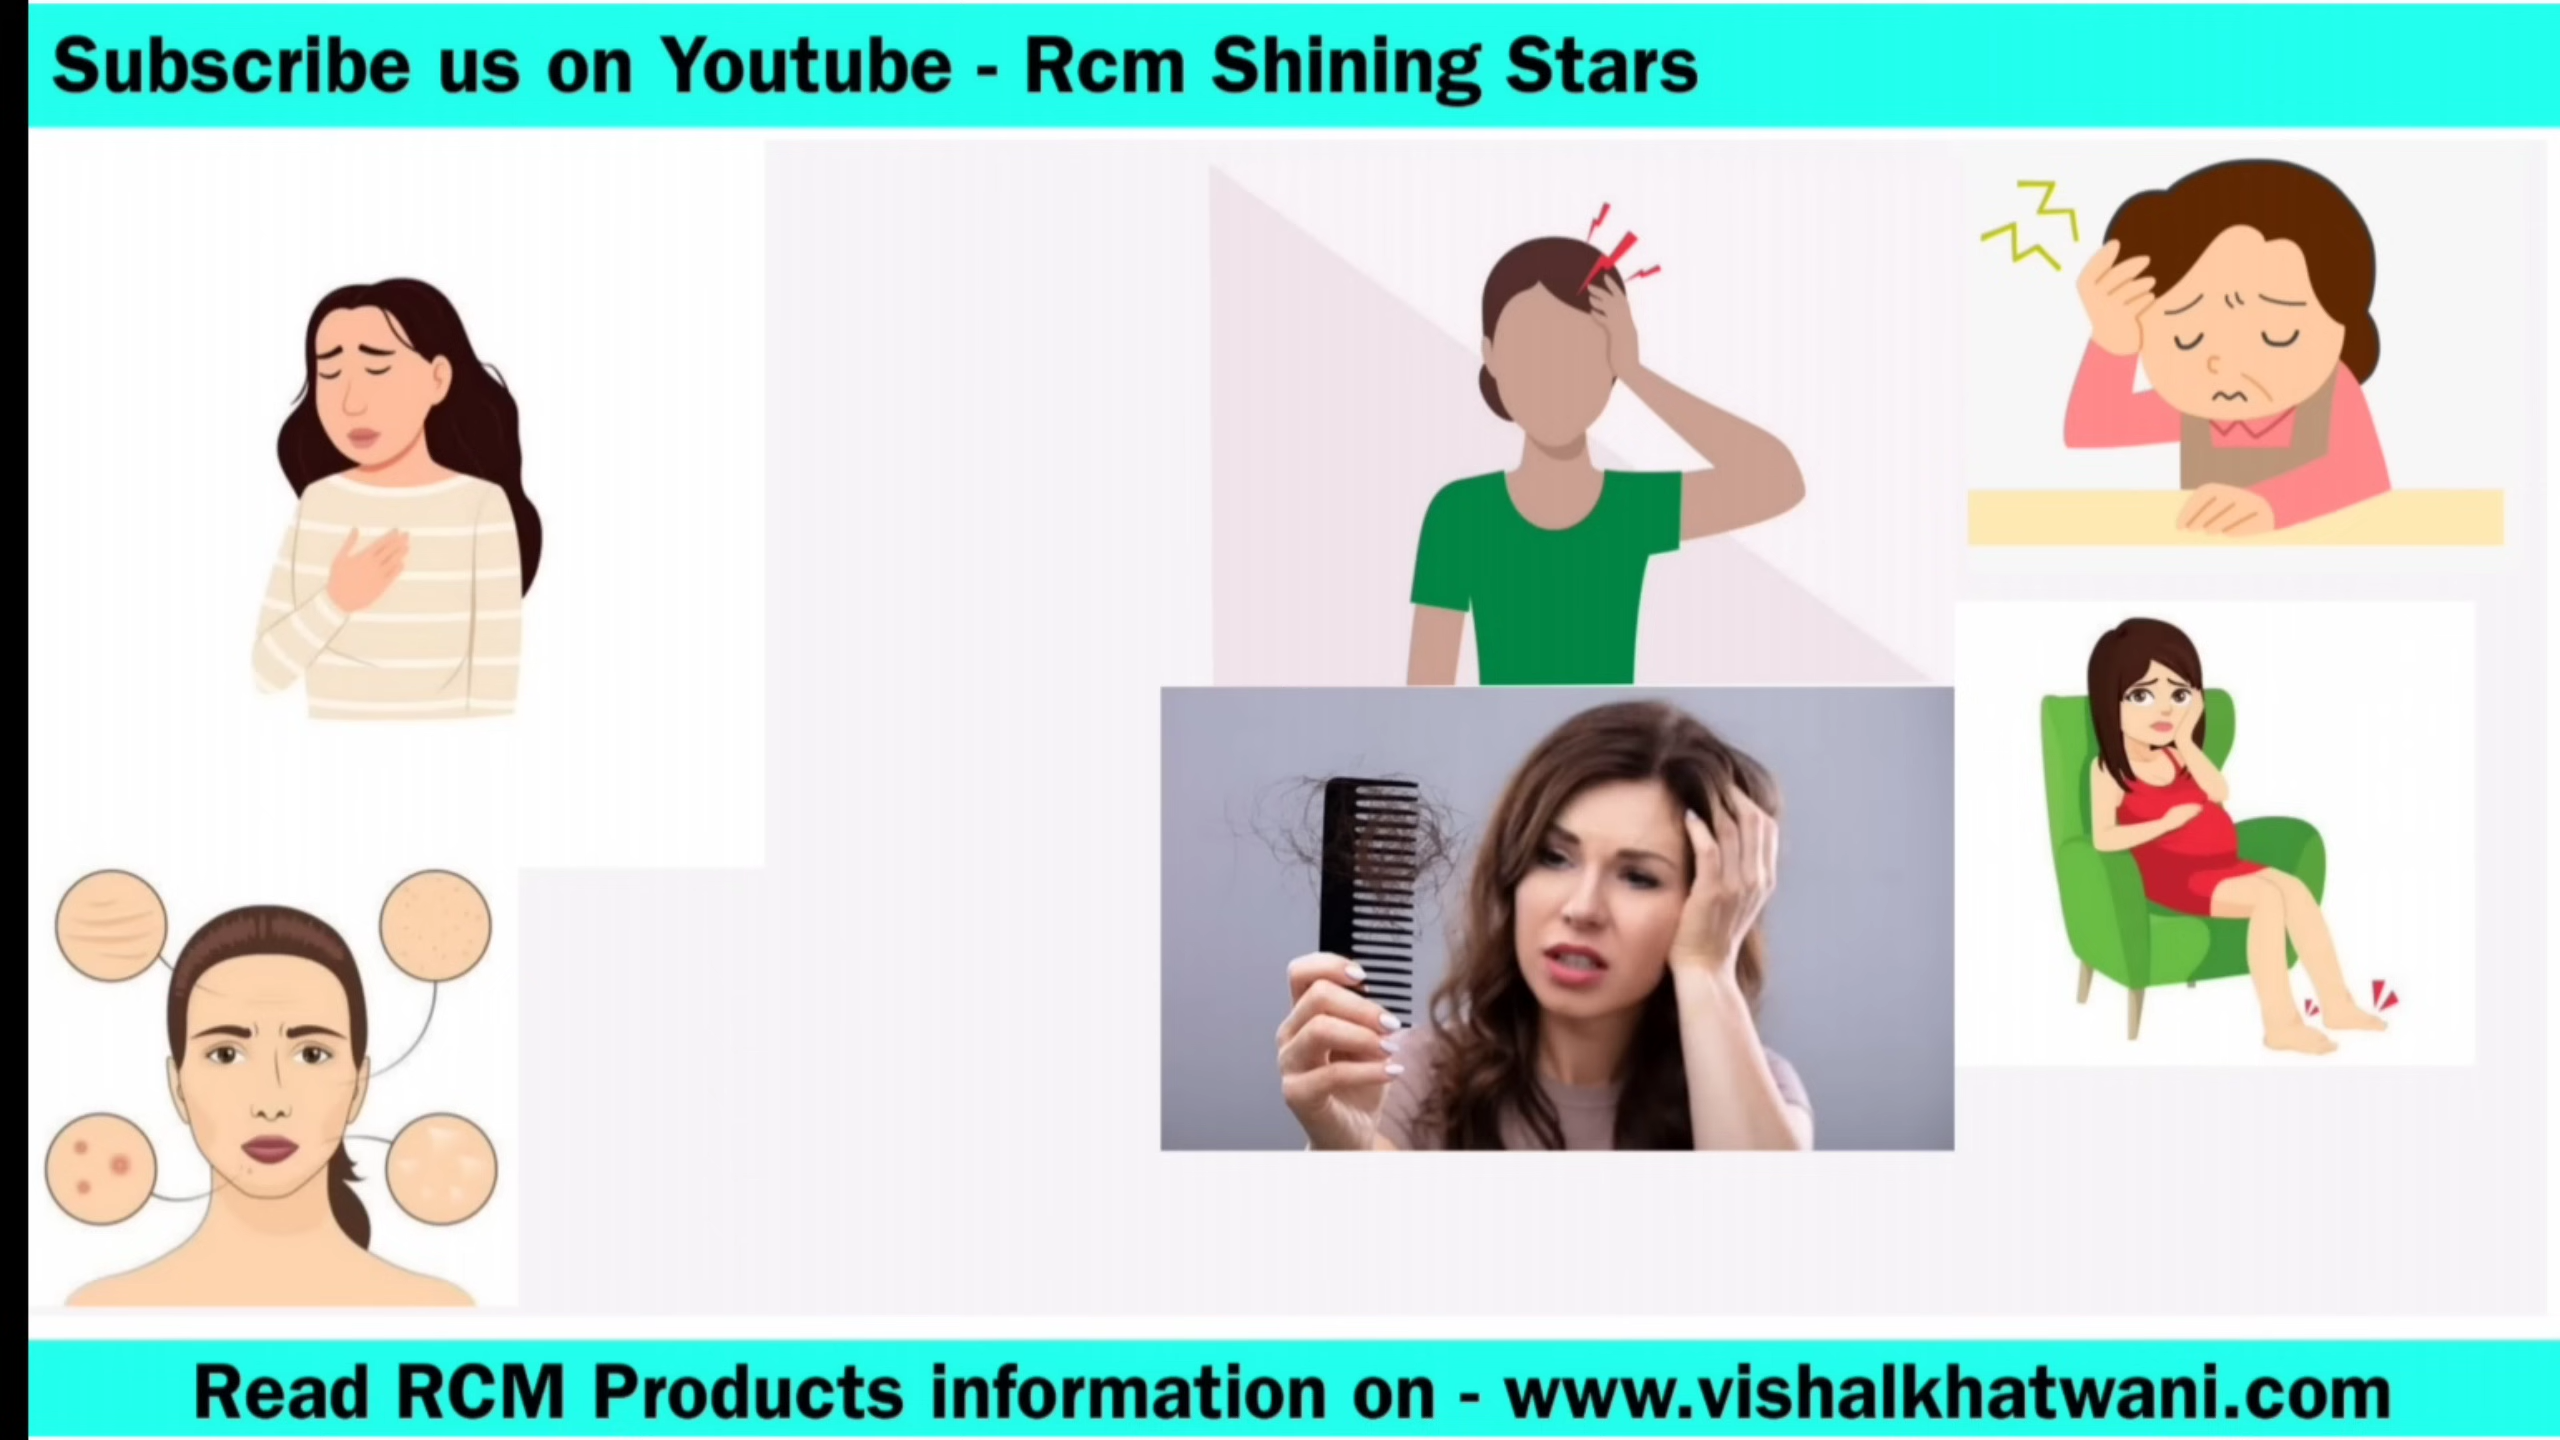 Subscribe us on Youtube - Rcm Shining Stars
Read RCM Products information on - www.vishalkhatwani.com